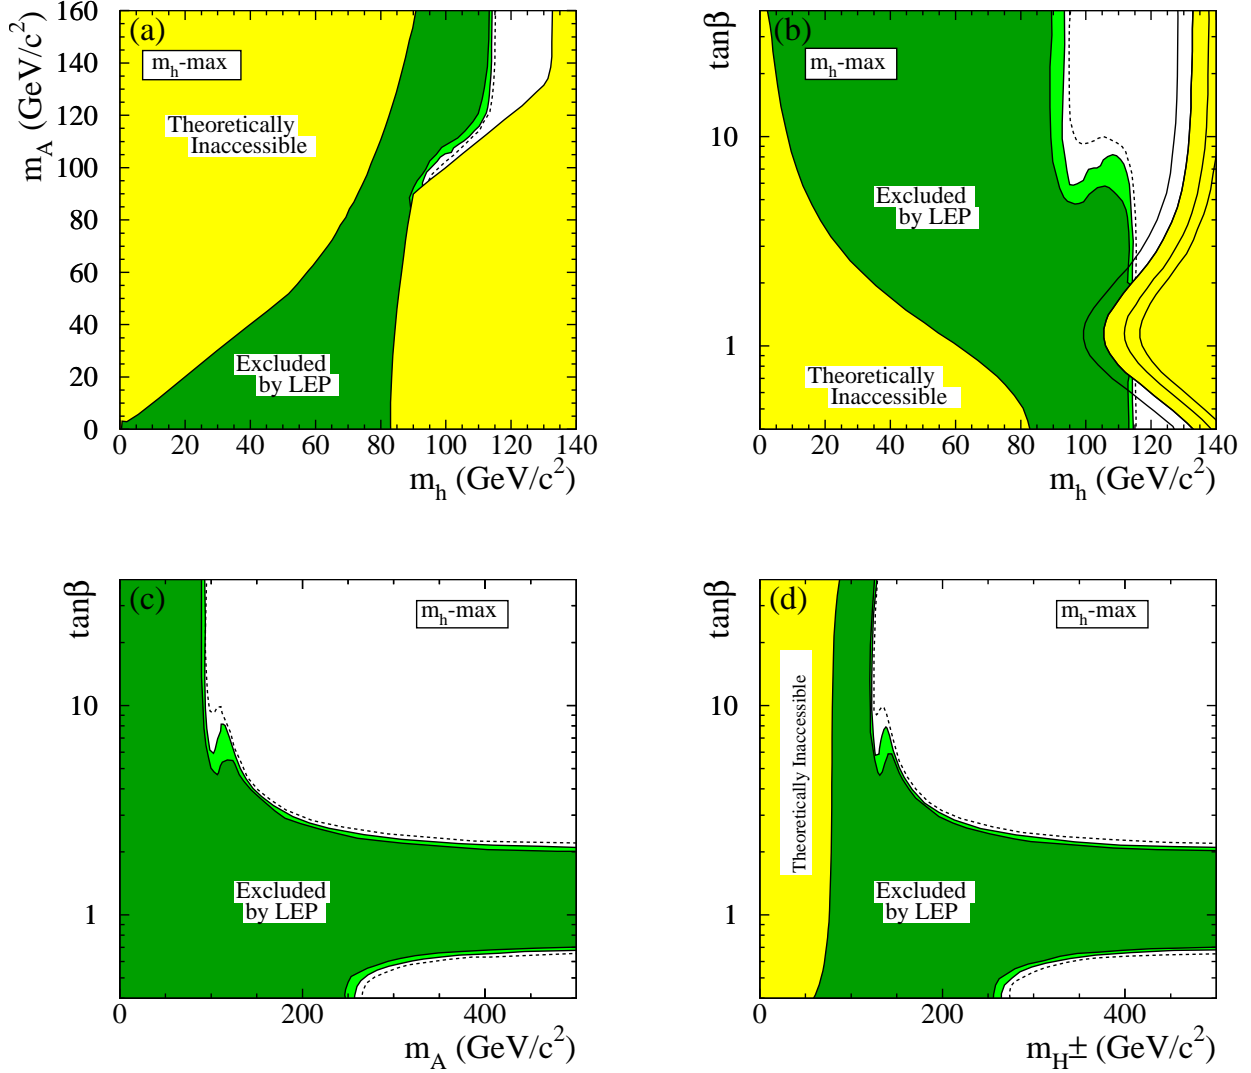 (a)
m_h-max
Theoretically
Inaccessible
Excluded
by LEP
m_A (GeV/c²)
160
140
120
100
80
60
40
20
0
0 20 40 60 80 100 120 140
m_h (GeV/c²)
(b)
m_h-max
Excluded
by LEP
Theoretically
Inaccessible
tanβ
10
1
0 20 40 60 80 100 120 140
m_h (GeV/c²)
(c)
m_h-max
Excluded
by LEP
tanβ
10
1
0 200 400
m_A (GeV/c²)
(d)
m_h-max
Theoretically Inaccessible
Excluded
by LEP
tanβ
10
1
0 200 400
m_H± (GeV/c²)